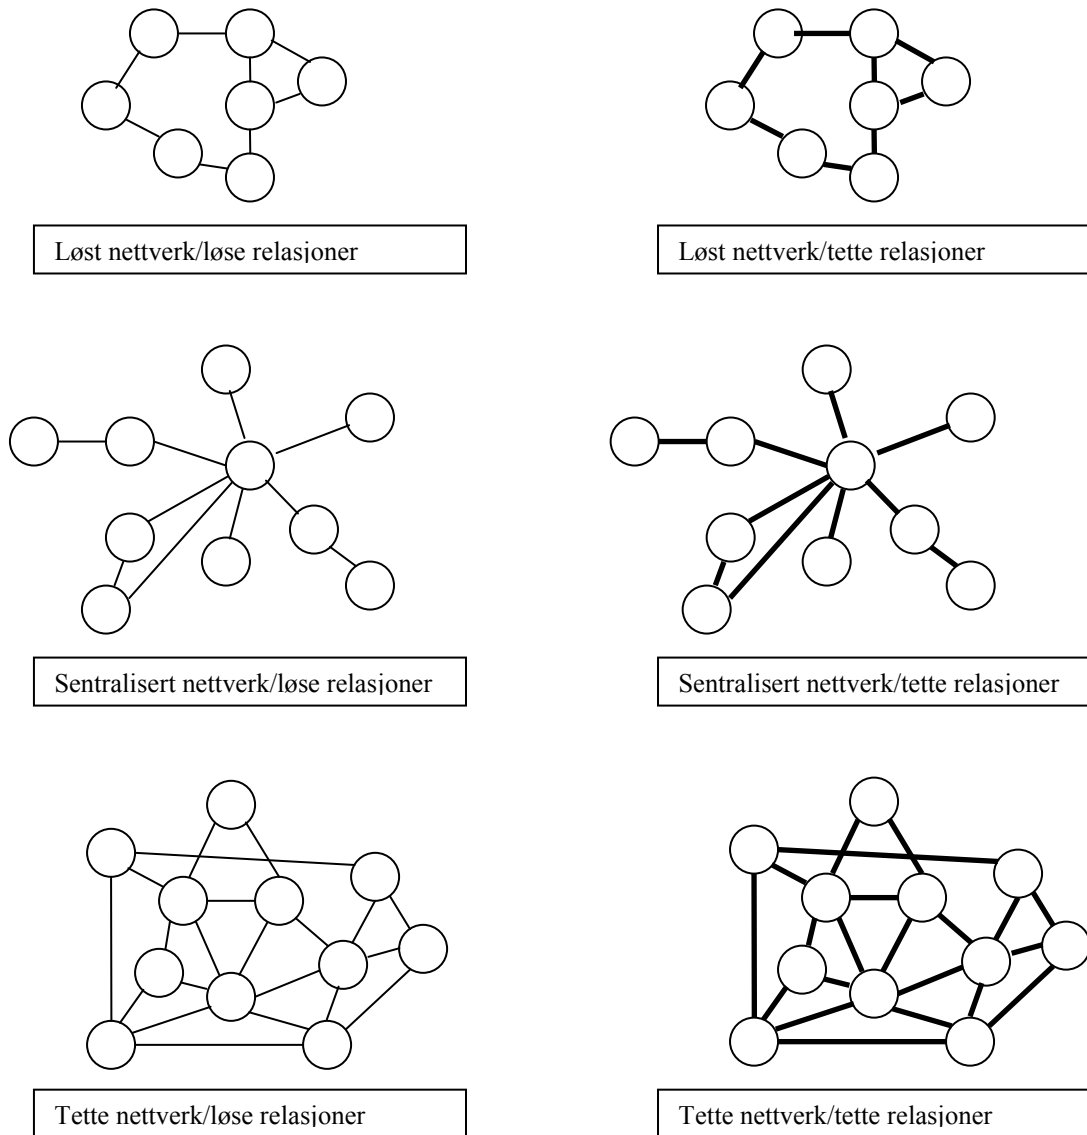 Løst nettverk/løse relasjoner
Løst nettverk/tette relasjoner
Sentralisert nettverk/løse relasjoner
Sentralisert nettverk/tette relasjoner
Tette nettverk/løse relasjoner
Tette nettverk/tette relasjoner